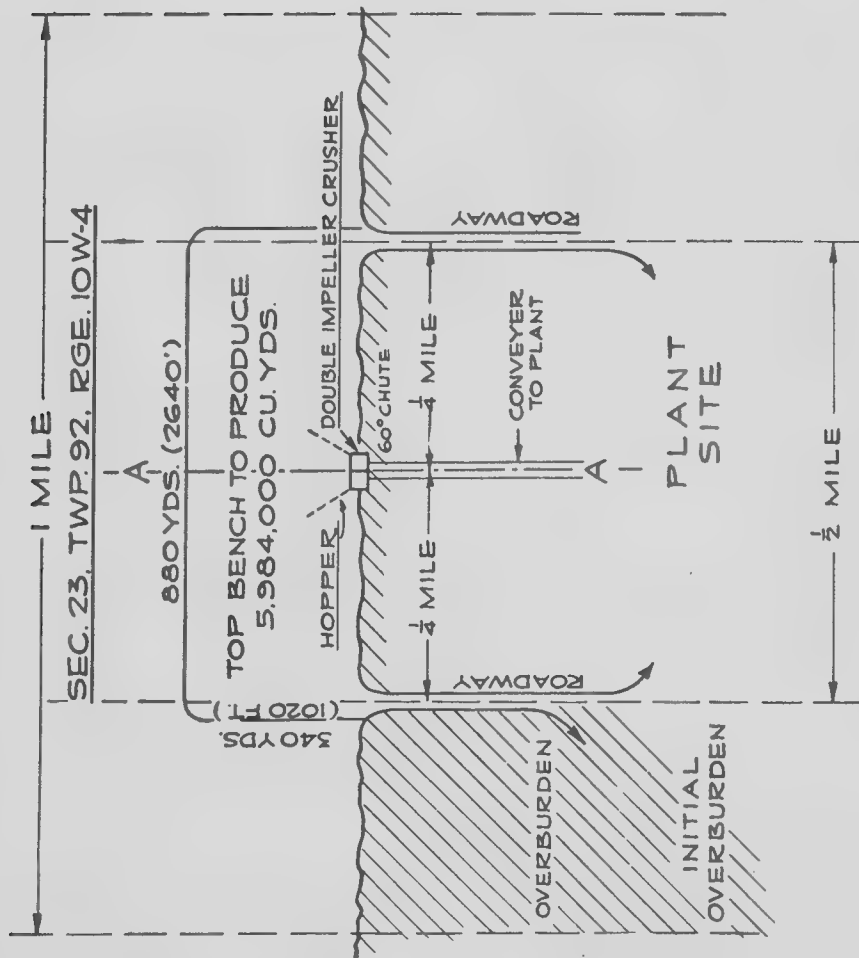 1 MILE
SEC. 23, TWP. 92, RGE. 10W-4
A
880 YDS. (2640')
TOP BENCH TO PRODUCE
5,984,000 CU. YDS.
340 YDS.
(1020 FT.)
HOPPER
DOUBLE IMPELLER CRUSHER
60° CHUTE
1/4 MILE
1/4 MILE
ROADWAY
ROADWAY
CONVEYER
TO PLANT
A
OVERBURDEN
INITIAL
OVERBURDEN
PLANT
SITE
1/2 MILE